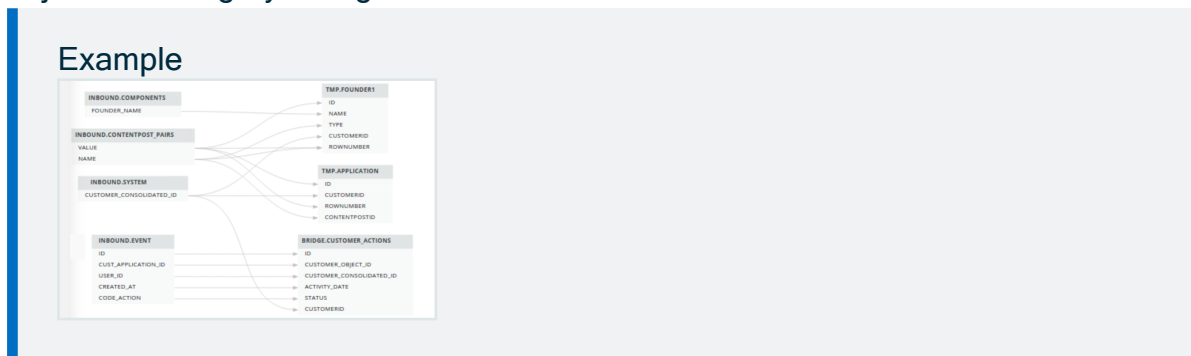 Example
INBOUND.COMPONENTS
FOUNDER_NAME
INBOUND.CONTENTPOST_PAIRS
VALUE
NAME
INBOUND.SYSTEM
CUSTOMER_CONSOLIDATED_ID
INBOUND.EVENT
ID
CUST_APPLICATION_ID
USER_ID
CREATED_AT
CODE_ACTION
TMP.FOUNDER1
ID
NAME
TYPE
CUSTOMERID
ROWNUMBER
TMP.APPLICATION
ID
CUSTOMERID
ROWNUMBER
CONTENTPOSTID
BRIDGE.CUSTOMER_ACTIONS
ID
CUSTOMER_OBJECT_ID
CUSTOMER_CONSOLIDATED_ID
ACTIVITY_DATE
STATUS
CUSTOMERID